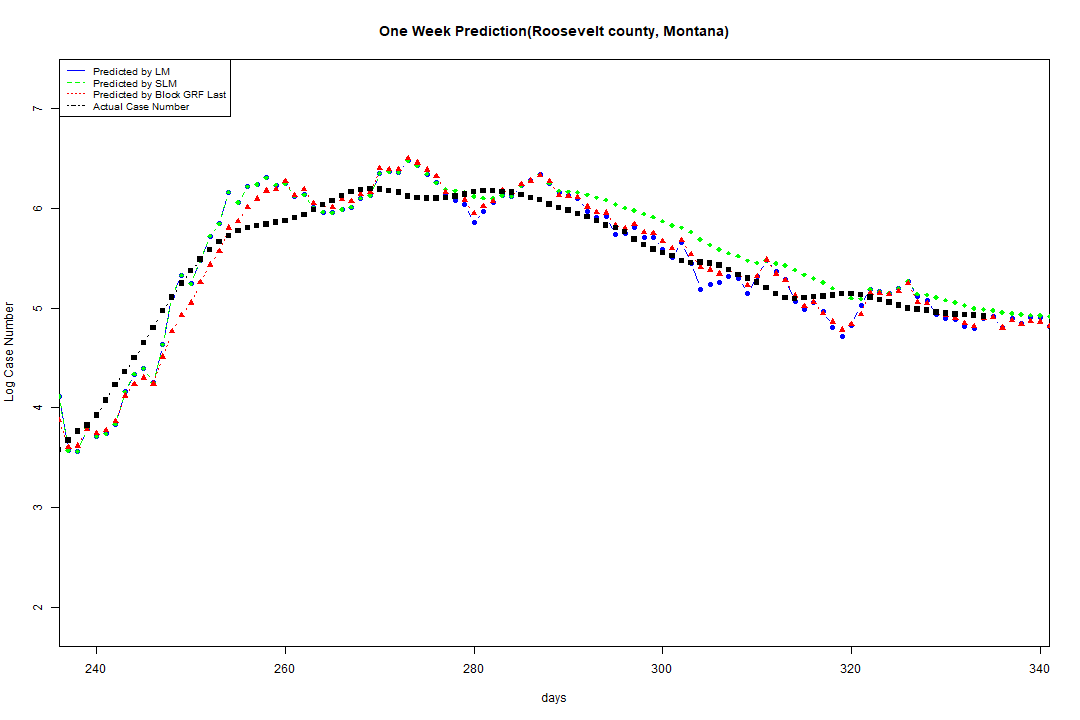 One Week Prediction(Roosevelt county, Montana)
Predicted by LM
Predicted by SLM
Predicted by Block GRF Last
Actual Case Number
7
6
5
4
3
2
Log Case Number
240 260 280 300 320 340
days